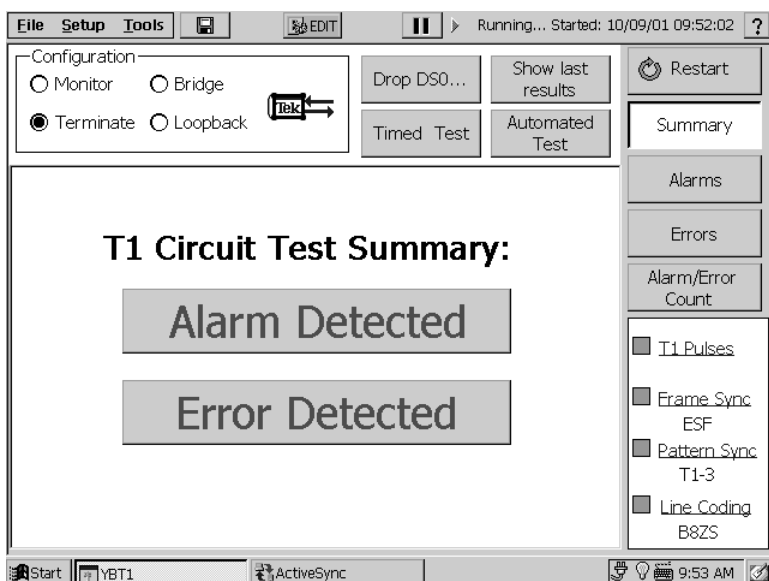 File Setup Tools EDIT Running... Started: 10/09/01 09:52:02 ?
Configuration
Monitor Bridge
Terminate Loopback
Tek
Drop DS0...
Show last
results
Timed Test
Automated
Test
Restart
Summary
Alarms
Errors
Alarm/Error
Count
T1 Circuit Test Summary:
Alarm Detected
Error Detected
T1 Pulses
Frame Sync
ESF
Pattern Sync
T1-3
Line Coding
B8ZS
Start YBT1 ActiveSync 9:53 AM